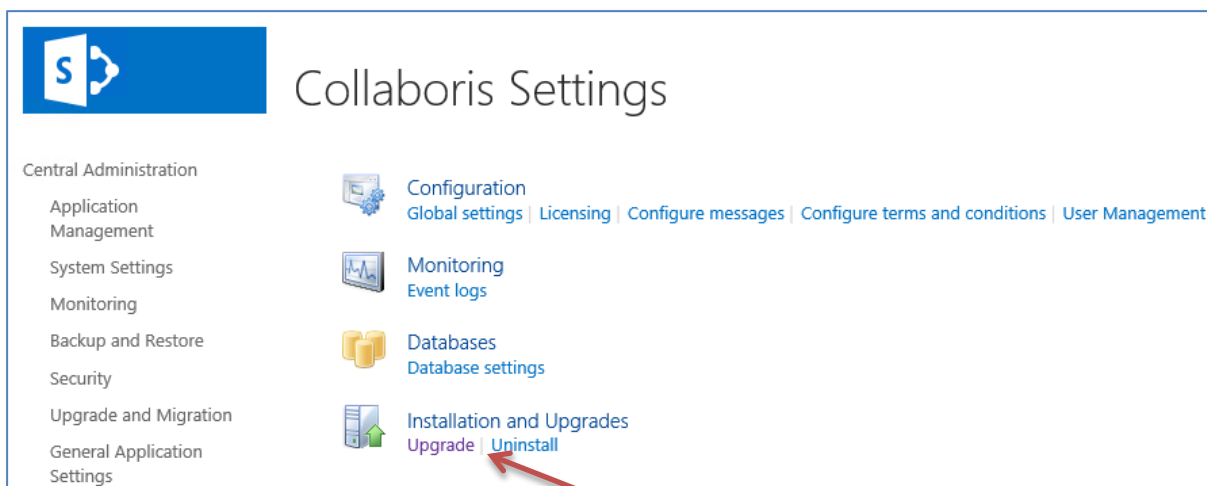 S
Collaboris Settings
Central Administration
Application
Management
System Settings
Monitoring
Backup and Restore
Security
Upgrade and Migration
General Application
Settings
Configuration
Global settings | Licensing | Configure messages | Configure terms and conditions | User Management
Monitoring
Event logs
Databases
Database settings
Installation and Upgrades
Upgrade | Uninstall